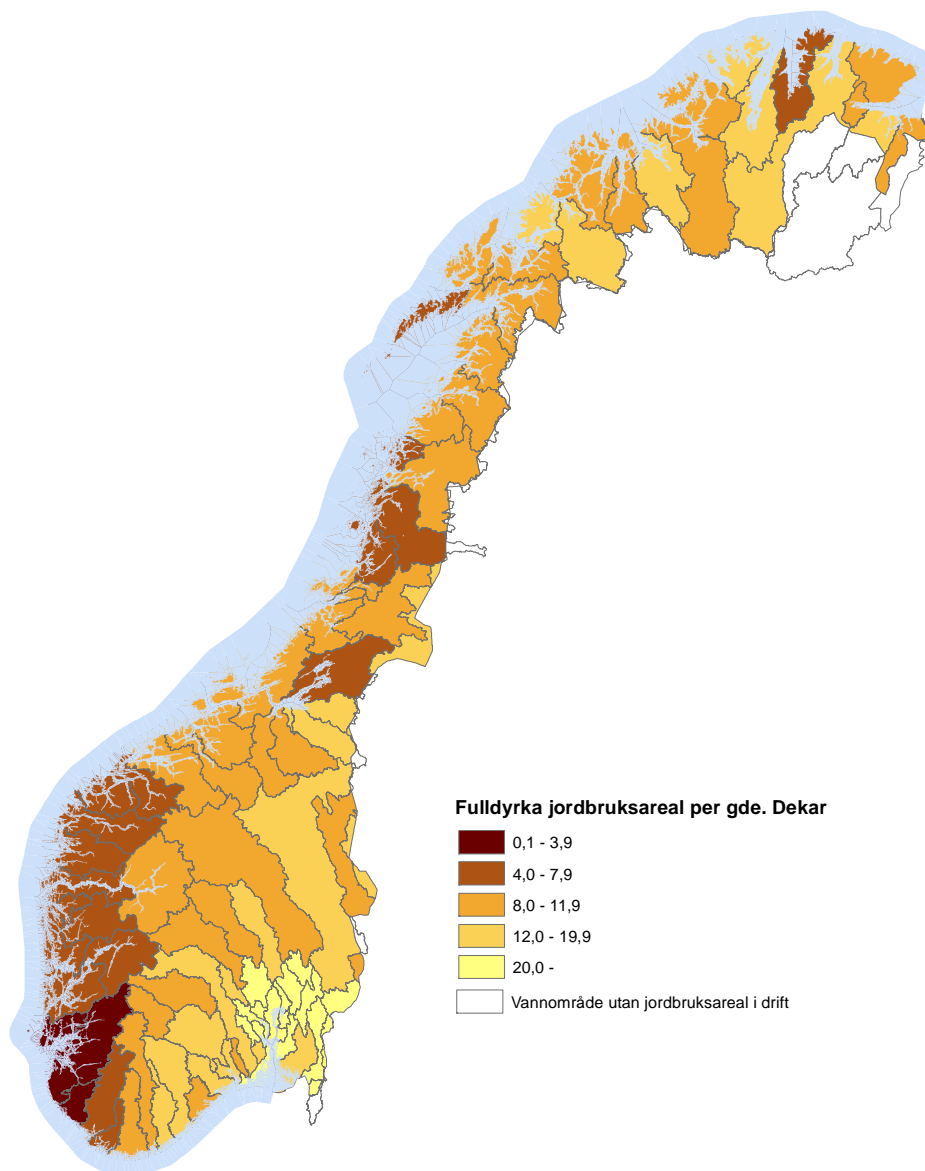 Fulldyrka jordbruksareal per gde. Dekar
0,1 - 3,9
4,0 - 7,9
8,0 - 11,9
12,0 - 19,9
20,0 -
Vannområde utan jordbruksareal i drift